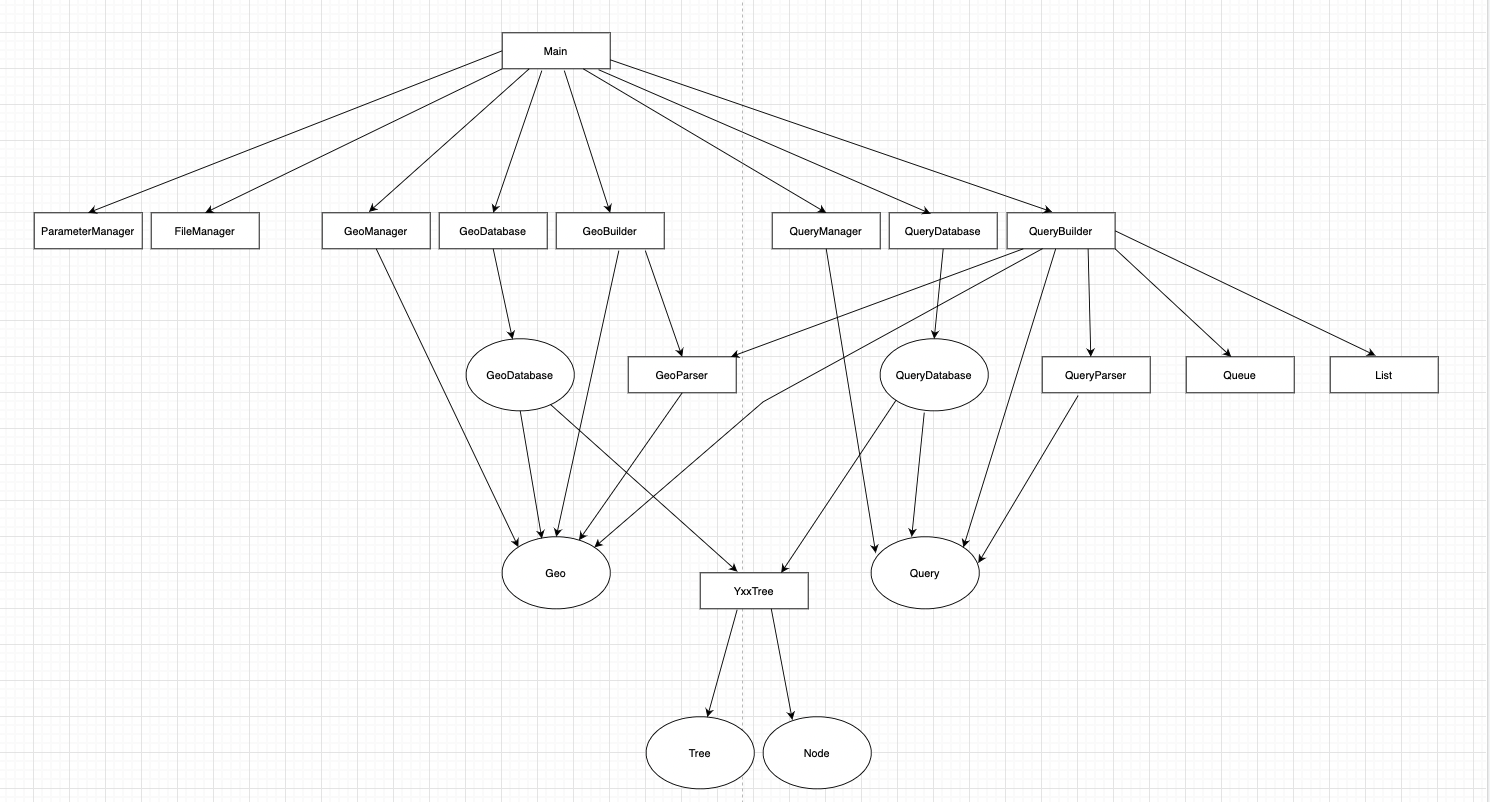 Main
ParameterManager
FileManager
GeoManager
GeoDatabase
GeoBuilder
QueryManager
QueryDatabase
QueryBuilder
GeoDatabase
GeoParser
QueryDatabase
QueryParser
Queue
List
Geo
YxxTree
Query
Tree
Node